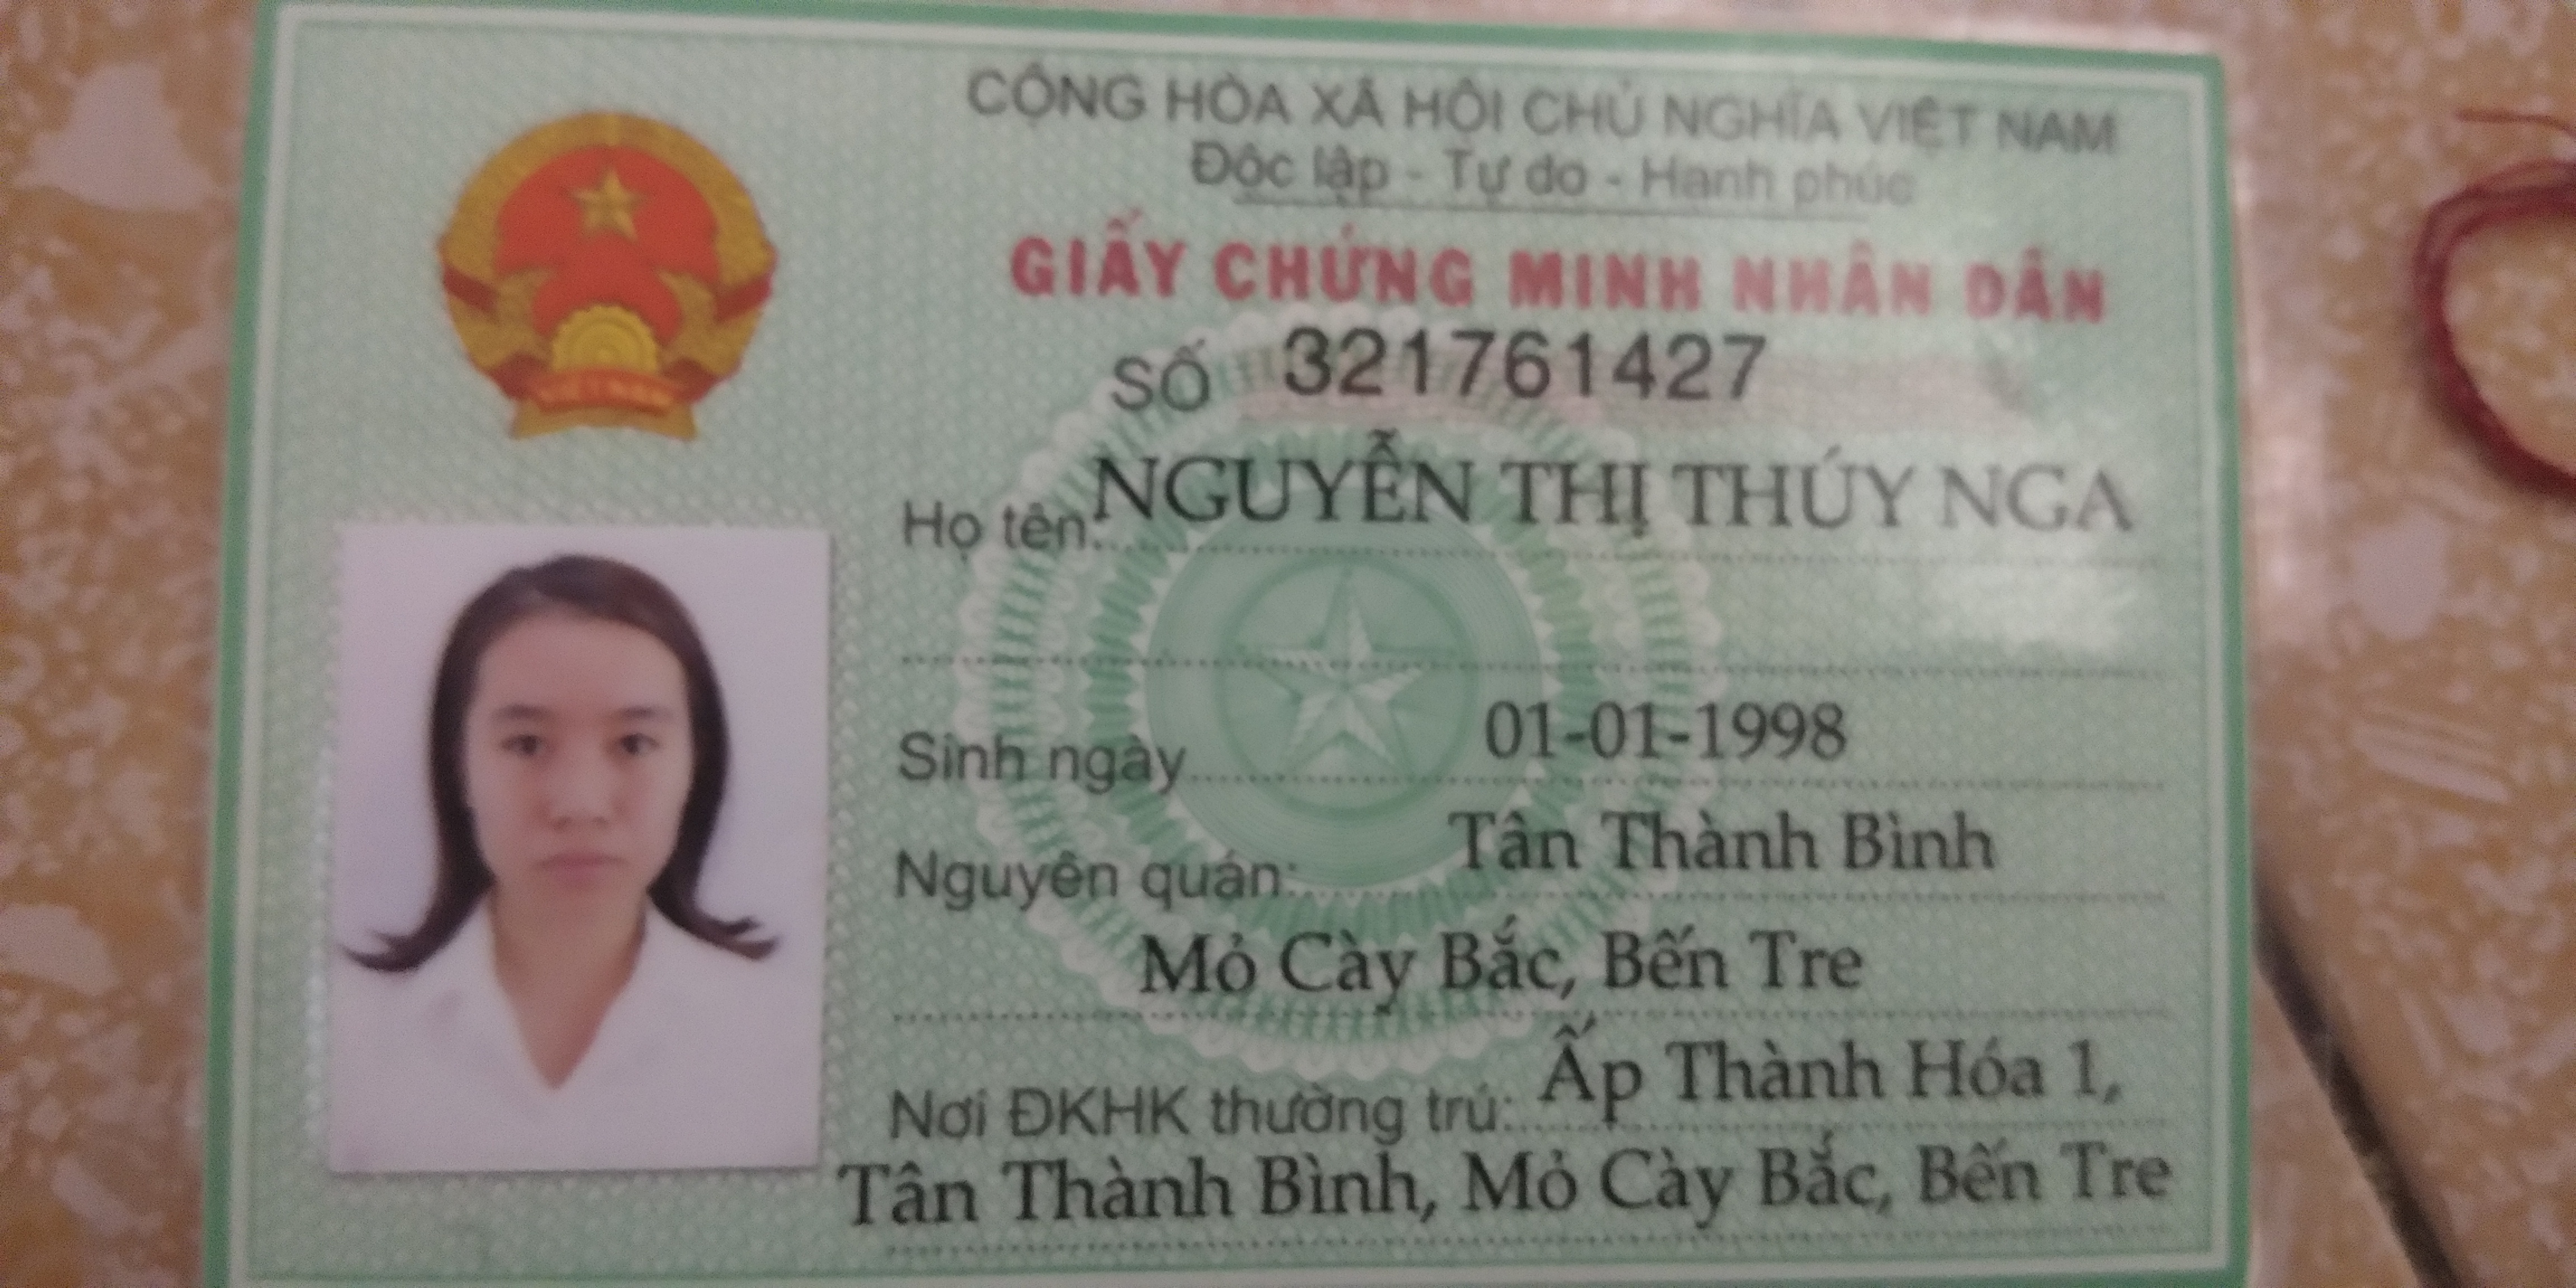 CỘNG HÒA XÃ HỘI CHỦ NGHĨA VIỆT NAM
Độc lập - Tự do - Hạnh phúc
GIẤY CHỨNG MINH NHÂN DÂN
SỐ 321761427
Họ tên: NGUYỄN THỊ THÚY NGA
Sinh ngày 01-01-1998
Nguyên quán: Tân Thành Bình
Mỏ Cày Bắc, Bến Tre
Nơi ĐKHK thường trú: Ấp Thành Hóa 1,
Tân Thành Bình, Mỏ Cày Bắc, Bến Tre